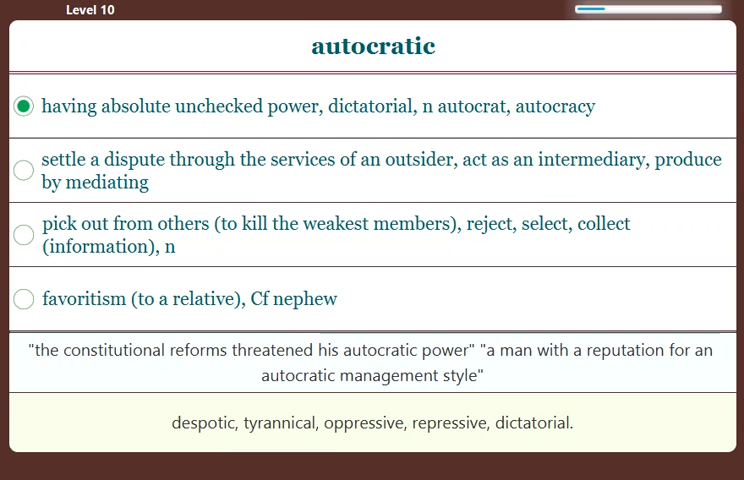 Level 10
autocratic
having absolute unchecked power, dictatorial, n autocrat, autocracy
settle a dispute through the services of an outsider, act as an intermediary, produce
by mediating
pick out from others (to kill the weakest members), reject, select, collect
(information), n
favoritism (to a relative), Cf nephew
"the constitutional reforms threatened his autocratic power" "a man with a reputation for an
autocratic management style"
despotic, tyrannical, oppressive, repressive, dictatorial.